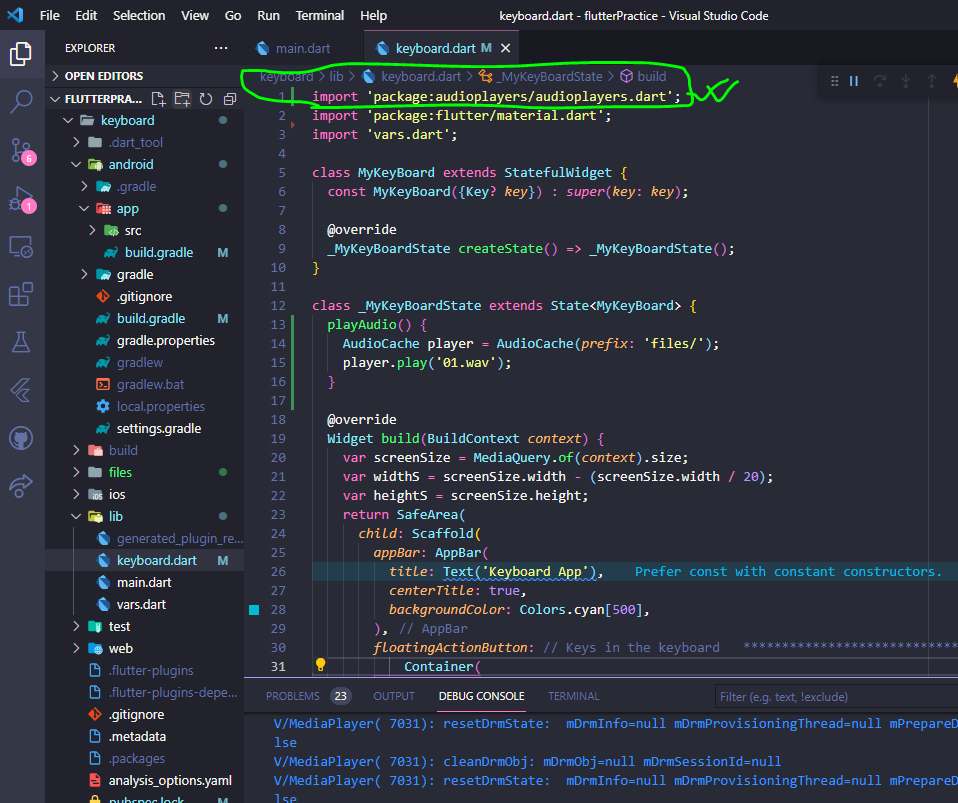 File Edit Selection View Go Run Terminal Help keyboard.dart - flutterPractice - Visual Studio Code
EXPLORER ... main.dart keyboard.dart M
OPEN EDITORS
keyboard > lib > keyboard.dart > _MyKeyBoardState > build
FLUTTERPRA...
keyboard
.dart_tool
android
.gradle
app
src
build.gradle M
gradle
.gitignore
build.gradle M
gradle.properties
gradlew
gradlew.bat
local.properties
settings.gradle
build
files
ios
lib
generated_plugin_re...
keyboard.dart M
main.dart
vars.dart
test
web
.flutter-plugins
.flutter-plugins-depe...
.gitignore
.metadata
.packages
analysis_options.yaml
pubspec.lock M
6
1
1 import 'package:audioplayers/audioplayers.dart';
2 import 'package:flutter/material.dart';
3 import 'vars.dart';
4
5 class MyKeyBoard extends StatefulWidget {
6 const MyKeyBoard({Key? key}) : super(key: key);
7
8 @override
9 _MyKeyBoardState createState() => _MyKeyBoardState();
10 }
11
12 class _MyKeyBoardState extends State<MyKeyBoard> {
13 playAudio() {
14 AudioCache player = AudioCache(prefix: 'files/');
15 player.play('01.wav');
16 }
17
18 @override
19 Widget build(BuildContext context) {
20 var screenSize = MediaQuery.of(context).size;
21 var widthS = screenSize.width - (screenSize.width / 20);
22 var heightS = screenSize.height;
23 return SafeArea(
24 child: Scaffold(
25 appBar: AppBar(
26 title: Text('Keyboard App'), Prefer const with constant constructors.
27 centerTitle: true,
28 backgroundColor: Colors.cyan[500],
29 ), // AppBar
30 floatingActionButton: // Keys in the keyboard ****************************
31 Container(
PROBLEMS 23 OUTPUT DEBUG CONSOLE TERMINAL Filter (e.g. text, !exclude)
V/MediaPlayer( 7031): resetDrmState: mDrmInfo=null mDrmProvisioningThread=null mPrepareD
lse
V/MediaPlayer( 7031): cleanDrmObj: mDrmObj=null mDrmSessionId=null
V/MediaPlayer( 7031): resetDrmState: mDrmInfo=null mDrmProvisioningThread=null mPrepareD
lse